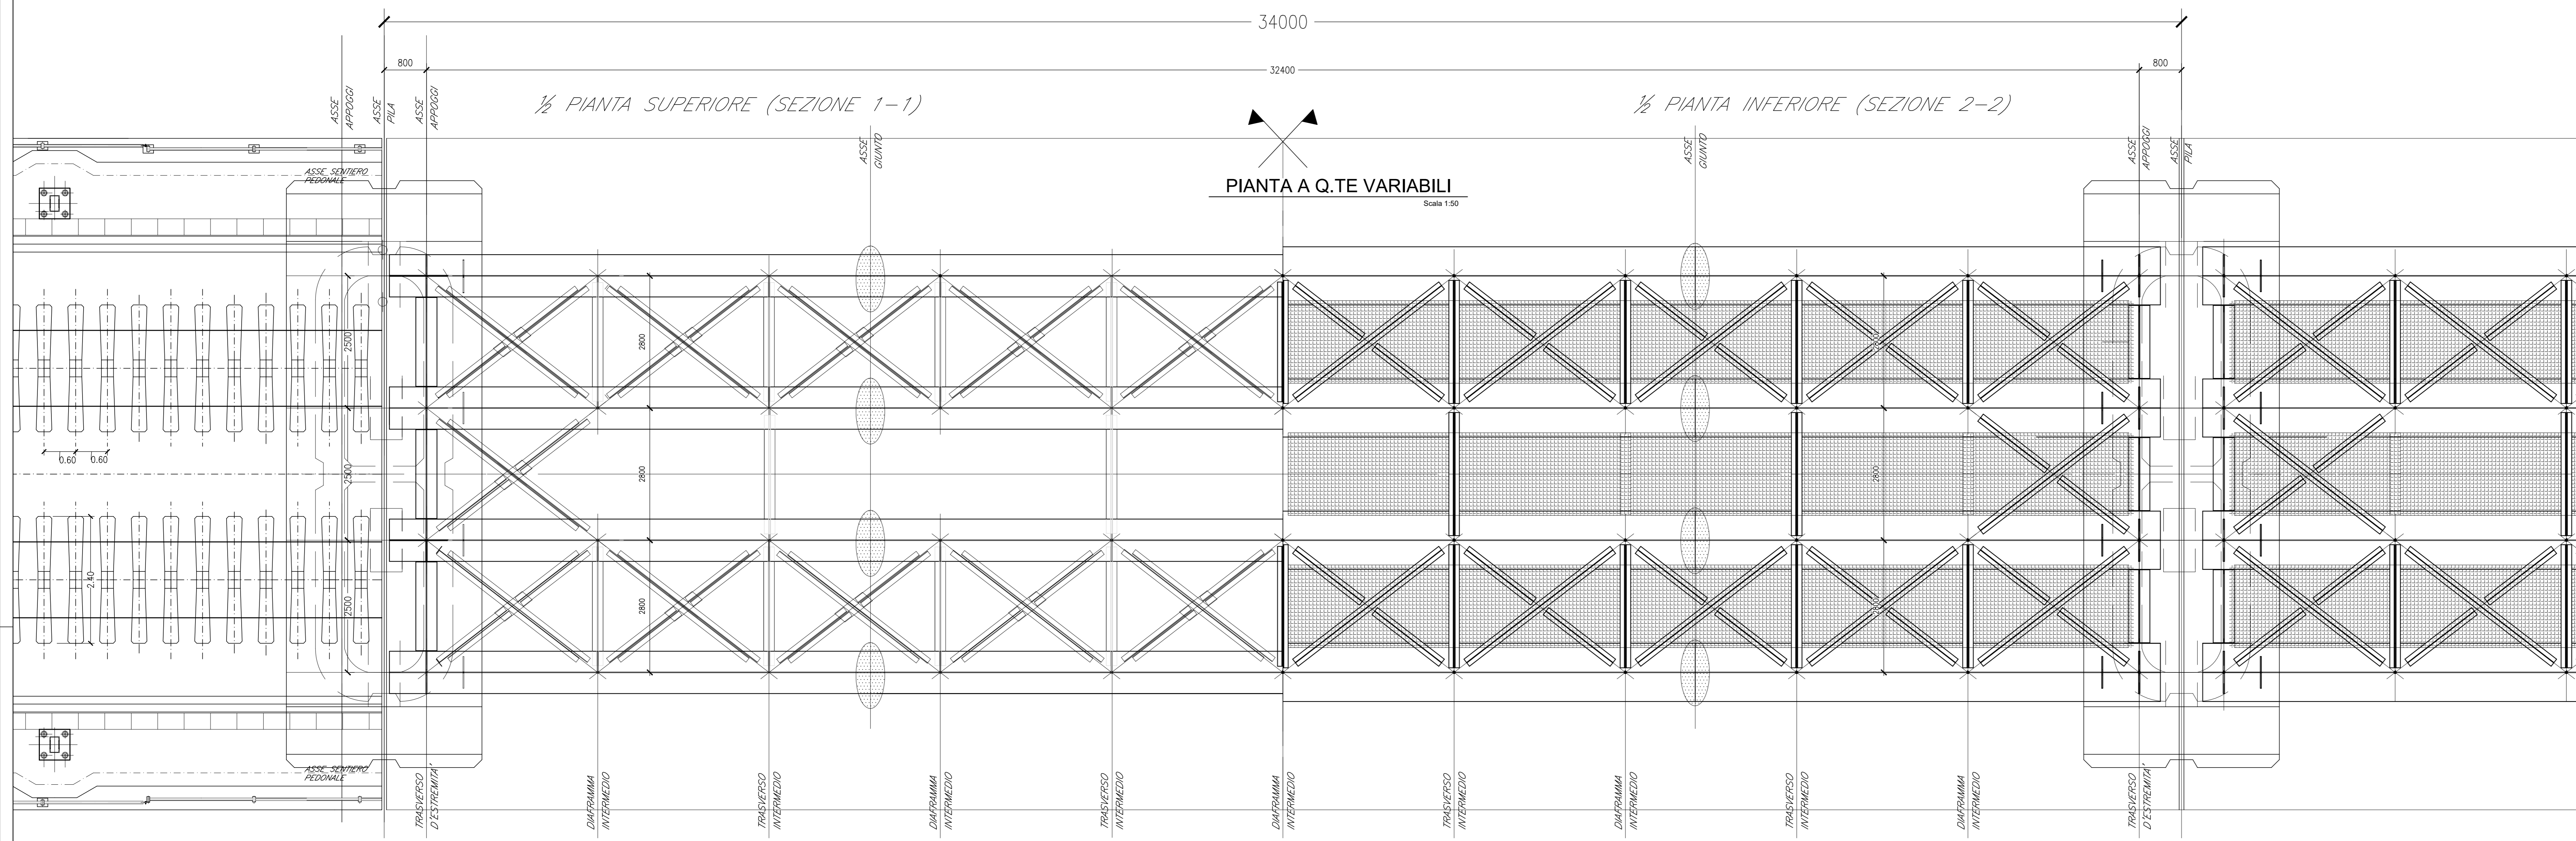 34000
800
32400
800
ASSE
APPOGGI
ASSE
PILA
ASSE
APPOGGI
½ PIANTA SUPERIORE (SEZIONE 1-1)
½ PIANTA INFERIORE (SEZIONE 2-2)
ASSE
GIUNTO
ASSE
GIUNTO
ASSE
APPOGGI
ASSE
PILA
PIANTA A Q.TE VARIABILI
Scala 1:50
ASSE SENTIERO
PEDONALE
2500
2800
2500
2800
2800
2500
2800
0.60
0.60
2.40
ASSE SENTIERO
PEDONALE
TRASVERSO
D'ESTREMITA'
DIAFRAMMA
INTERMEDIO
TRASVERSO
INTERMEDIO
DIAFRAMMA
INTERMEDIO
TRASVERSO
INTERMEDIO
DIAFRAMMA
INTERMEDIO
TRASVERSO
INTERMEDIO
DIAFRAMMA
INTERMEDIO
TRASVERSO
INTERMEDIO
DIAFRAMMA
INTERMEDIO
TRASVERSO
D'ESTREMITA'